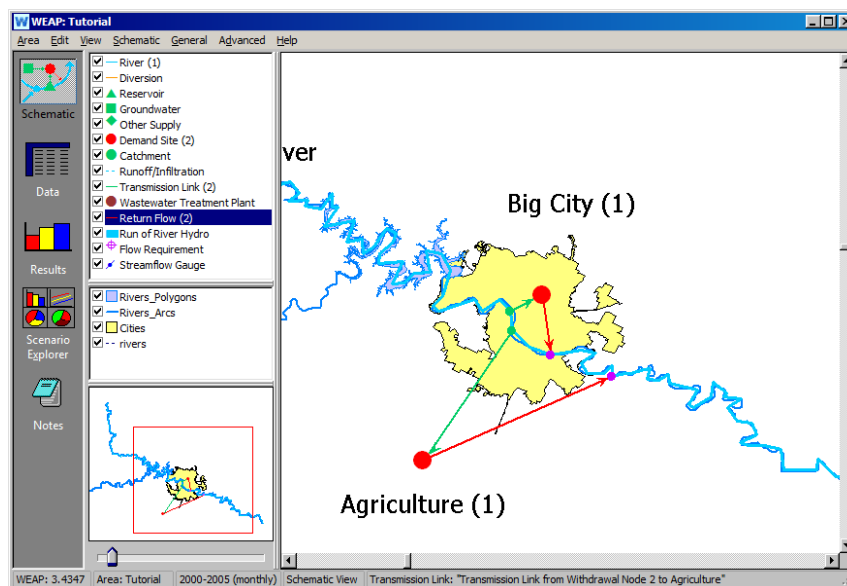 WEAP: Tutorial
Area Edit View Schematic General Advanced Help
Schematic
Data
Results
Scenario
Explorer
Notes
River (1)
Diversion
Reservoir
Groundwater
Other Supply
Demand Site (2)
Catchment
Runoff/Infiltration
Transmission Link (2)
Wastewater Treatment Plant
Return Flow (2)
Run of River Hydro
Flow Requirement
Streamflow Gauge
Rivers_Polygons
Rivers_Arcs
Cities
rivers
ver
Big City (1)
Agriculture (1)
WEAP: 3.4347 Area: Tutorial 2000-2005 (monthly) Schematic View Transmission Link: "Transmission Link from Withdrawal Node 2 to Agriculture"